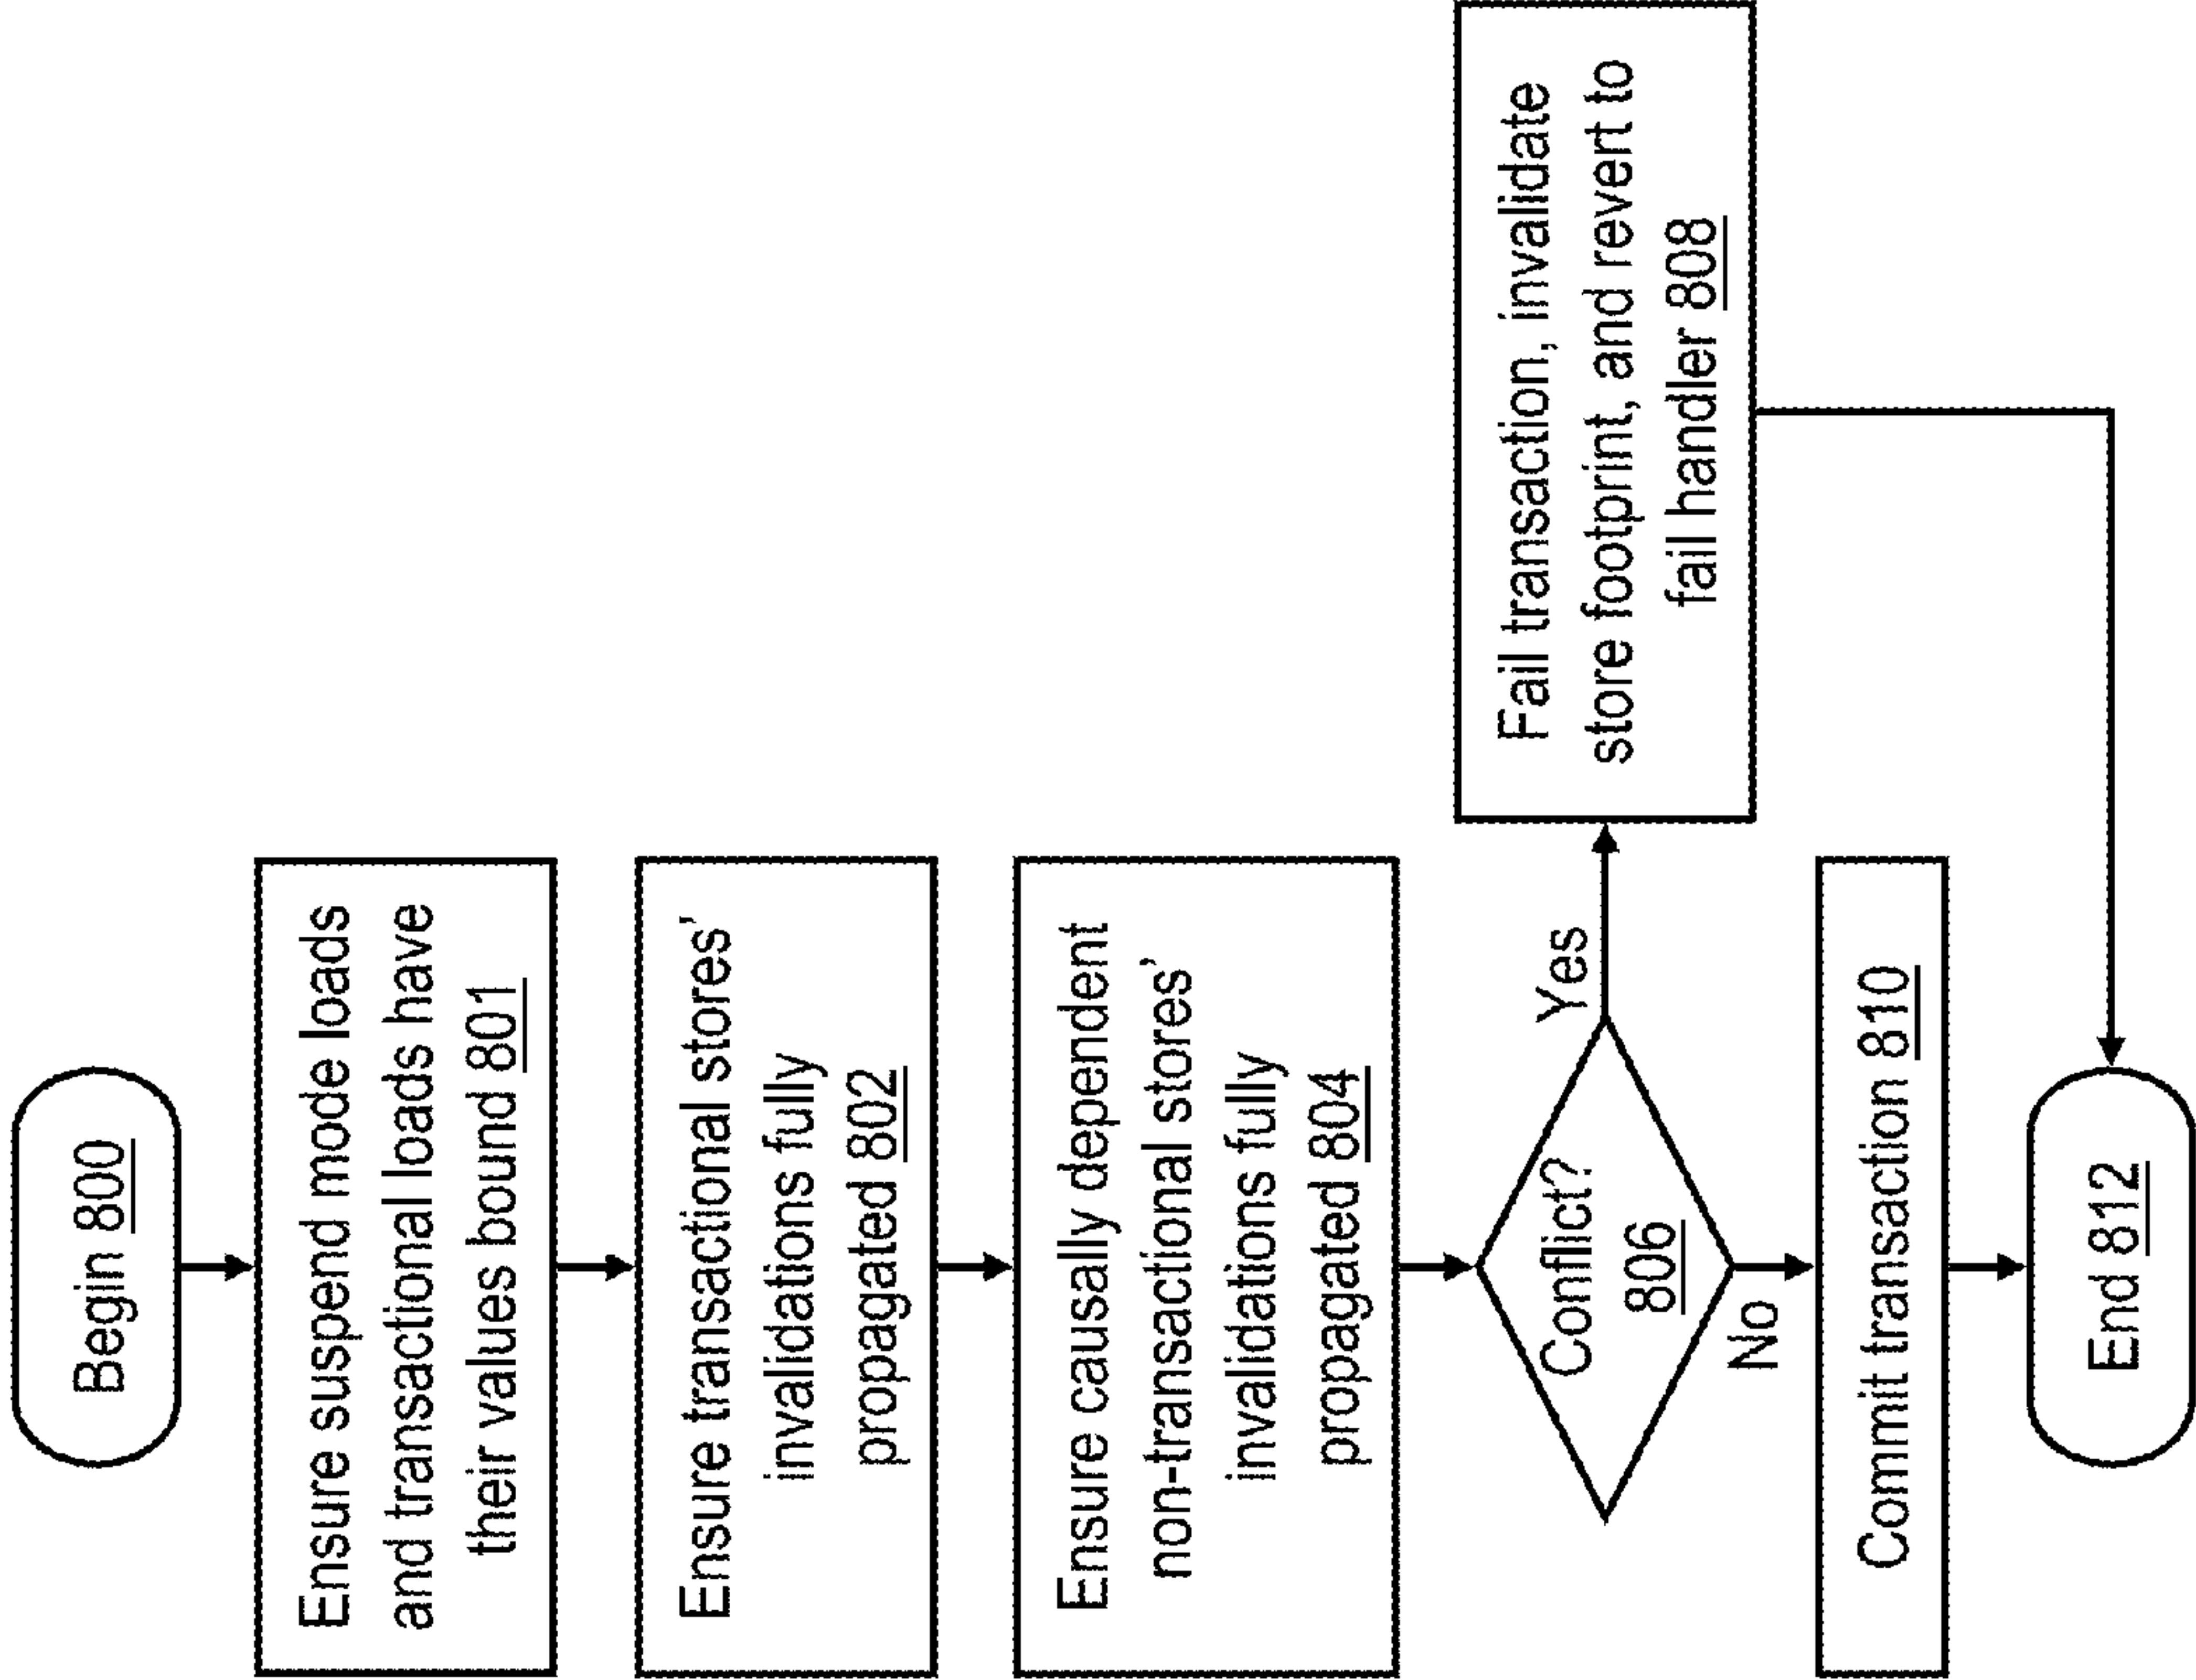 Begin 800
Ensure suspend mode loads
and transactional loads have
their values bound 801
Ensure transactional stores’
invalidations fully
propagated 802
Ensure causally dependent
non-transactional stores’
invalidations fully
propagated 804
Conflict?
806
Yes
Fail transaction, invalidate
store footprint, and revert to
fail handler 808
No
Commit transaction 810
End 812